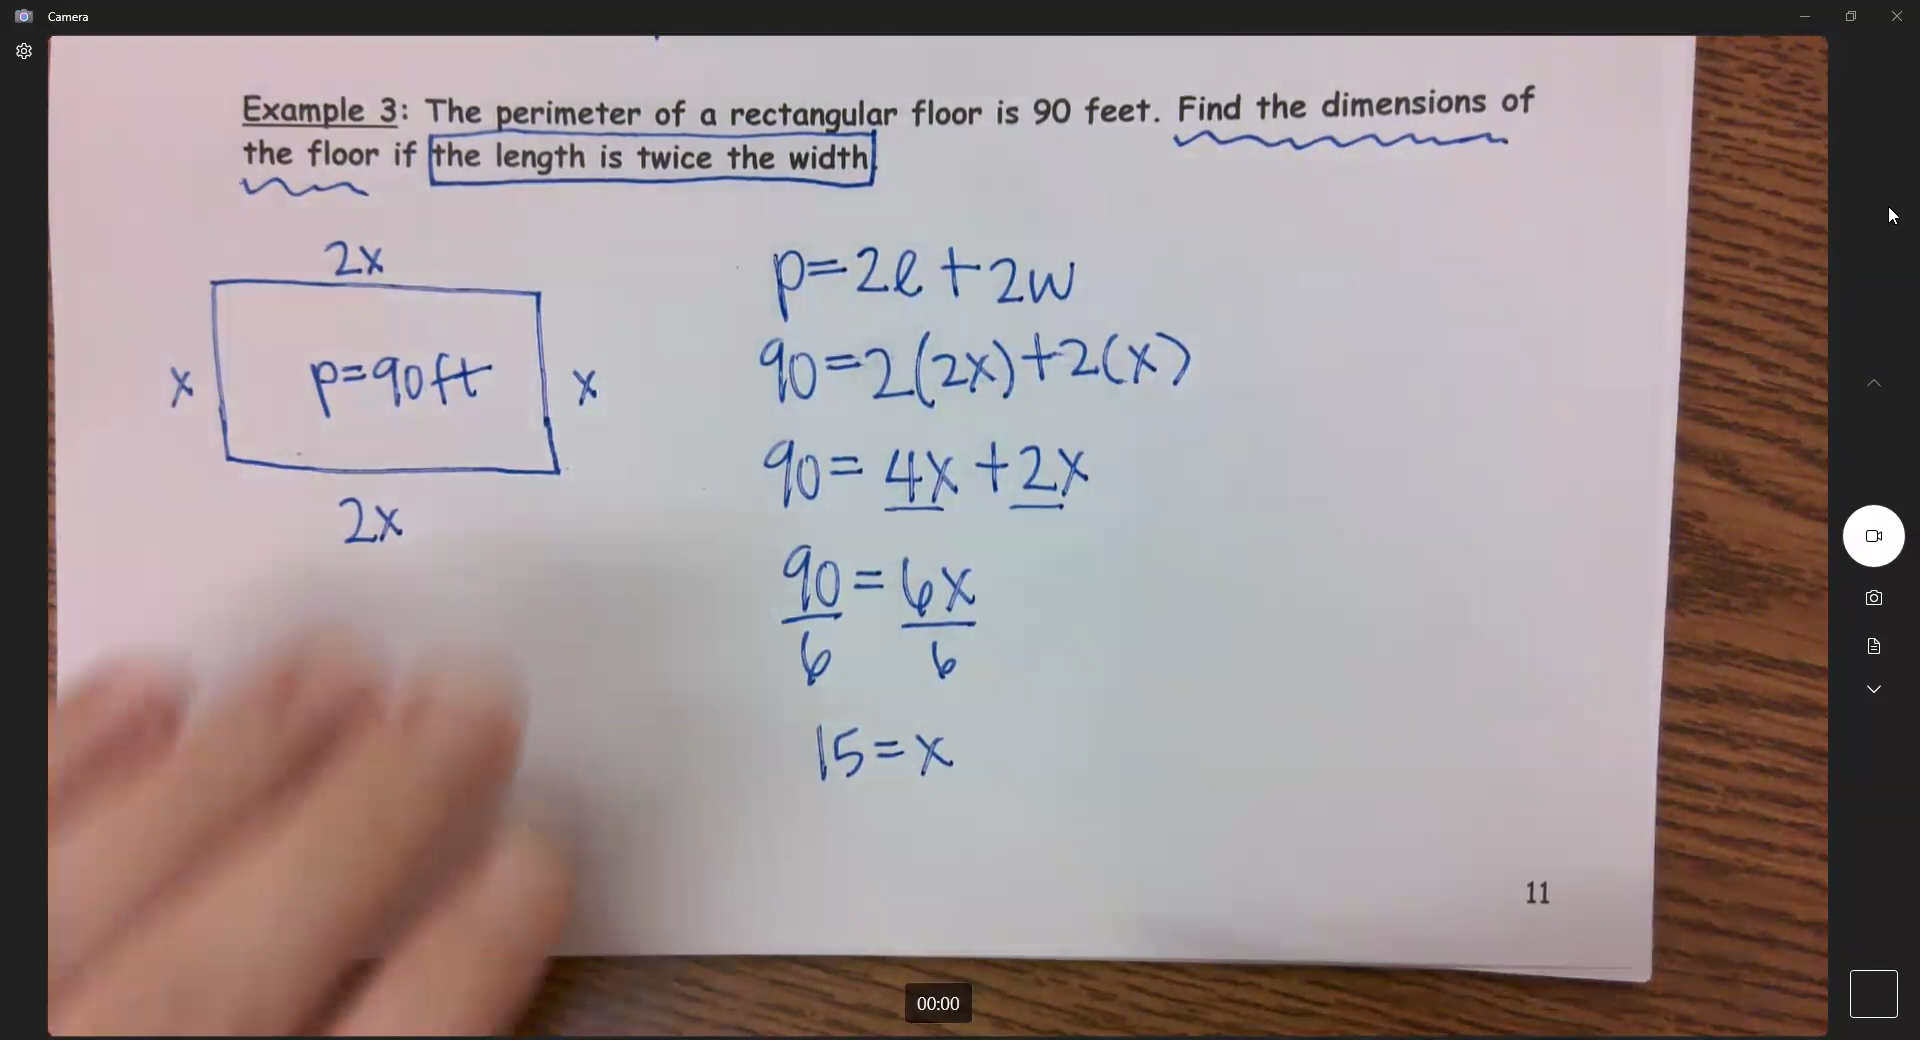 Camera
Example 3: The perimeter of a rectangular floor is 90 feet. Find the dimensions of
the floor if the length is twice the width
2x
x
p=90ft
x
2x
p=2l+2w
90=2(2x)+2(x)
90=4x+2x
90=6x
6 6
15=x
11
00:00